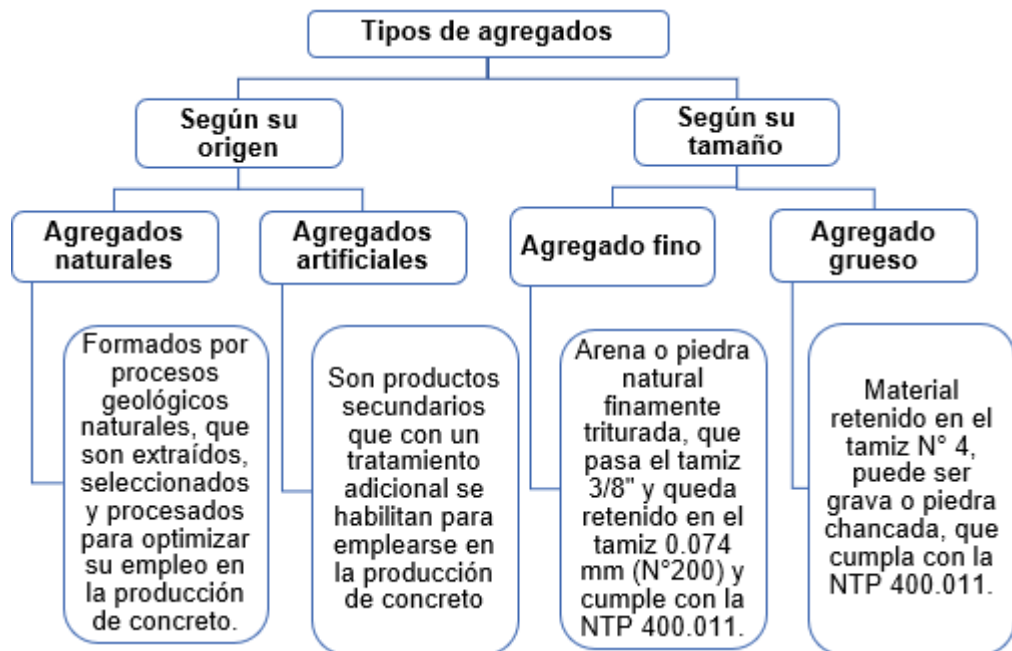 Tipos de agregados
Según su
origen
Según su
tamaño
Agregados
naturales
Agregados
artificiales
Agregado fino
Agregado
grueso
Formados por
procesos
geológicos
naturales, que
son extraídos,
seleccionados
y procesados
para optimizar
su empleo en
la producción
de concreto.
Son productos
secundarios
que con un
tratamiento
adicional se
habilitan para
emplearse en
la producción
de concreto
Arena o piedra
natural
finamente
triturada, que
pasa el tamiz
3/8" y queda
retenido en el
tamiz 0.074
mm (N°200) y
cumple con la
NTP 400.011.
Material
retenido en el
tamiz N° 4,
puede ser
grava o piedra
chancada, que
cumpla con la
NTP 400.011.